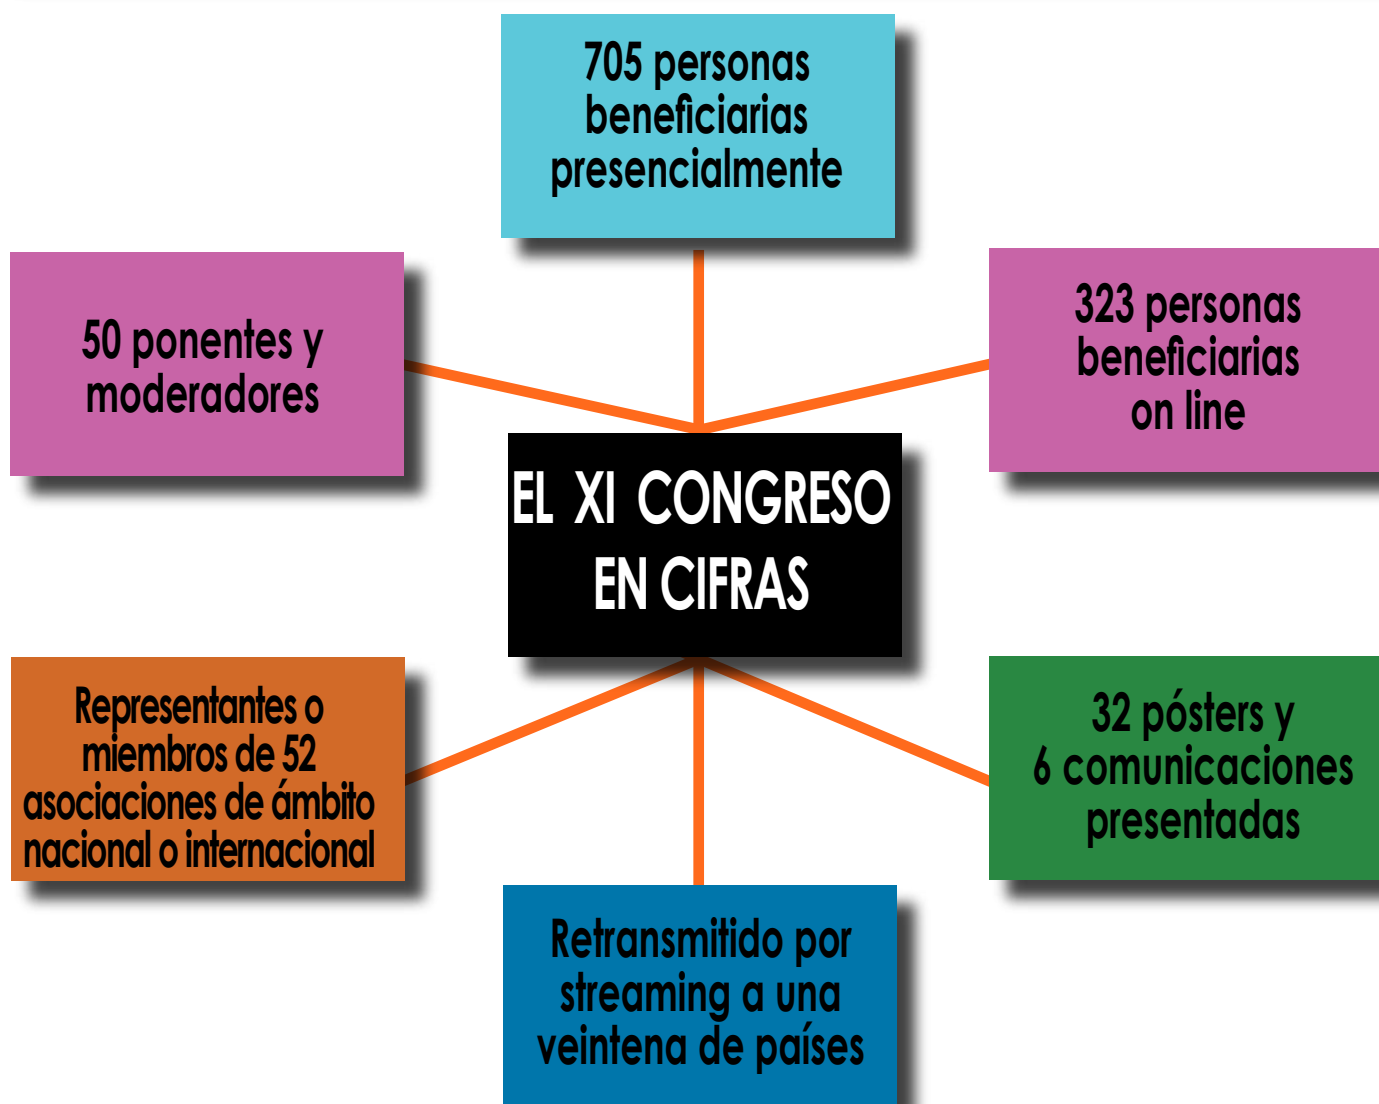 705 personas
beneficiarias
presencialmente
50 ponentes y
moderadores
323 personas
beneficiarias
on line
EL XI CONGRESO
EN CIFRAS
Representantes o
miembros de 52
asociaciones de ámbito
nacional o internacional
32 pósters y
6 comunicaciones
presentadas
Retransmitido por
streaming a una
veintena de países